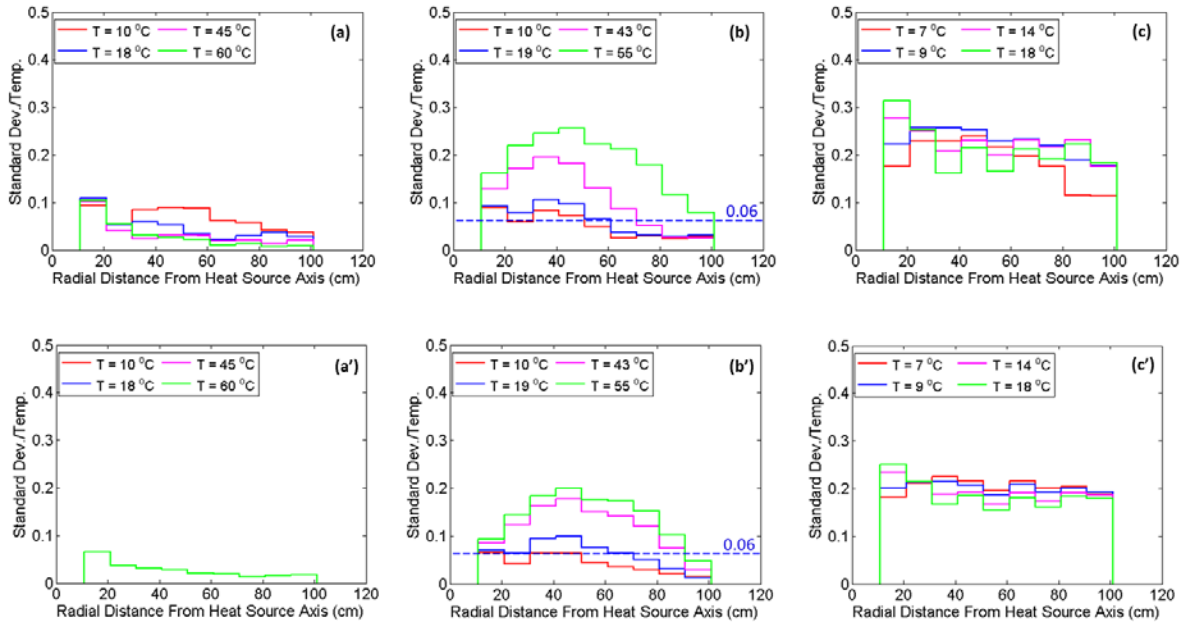 (a)
T = 10 ⁰C T = 45 ⁰C
T = 18 ⁰C T = 60 ⁰C
Standard Dev./Temp.
0.5
0.4
0.3
0.2
0.1
0
0 20 40 60 80 100 120
Radial Distance From Heat Source Axis (cm)
(b)
T = 10 ⁰C T = 43 ⁰C
T = 19 ⁰C T = 55 ⁰C
Standard Dev./Temp.
0.5
0.4
0.3
0.2
0.1
0
0.06
0 20 40 60 80 100 120
Radial Distance From Heat Source Axis (cm)
(c)
T = 7 ⁰C T = 14 ⁰C
T = 9 ⁰C T = 18 ⁰C
Standard Dev./Temp.
0.5
0.4
0.3
0.2
0.1
0
0 20 40 60 80 100 120
Radial Distance From Heat Source Axis (cm)
(a')
T = 10 ⁰C T = 45 ⁰C
T = 18 ⁰C T = 60 ⁰C
Standard Dev./Temp.
0.5
0.4
0.3
0.2
0.1
0
0 20 40 60 80 100 120
Radial Distance From Heat Source Axis (cm)
(b')
T = 10 ⁰C T = 43 ⁰C
T = 19 ⁰C T = 55 ⁰C
Standard Dev./Temp.
0.5
0.4
0.3
0.2
0.1
0
0.06
0 20 40 60 80 100 120
Radial Distance From Heat Source Axis (cm)
(c')
T = 7 ⁰C T = 14 ⁰C
T = 9 ⁰C T = 18 ⁰C
Standard Dev./Temp.
0.5
0.4
0.3
0.2
0.1
0
0 20 40 60 80 100 120
Radial Distance From Heat Source Axis (cm)